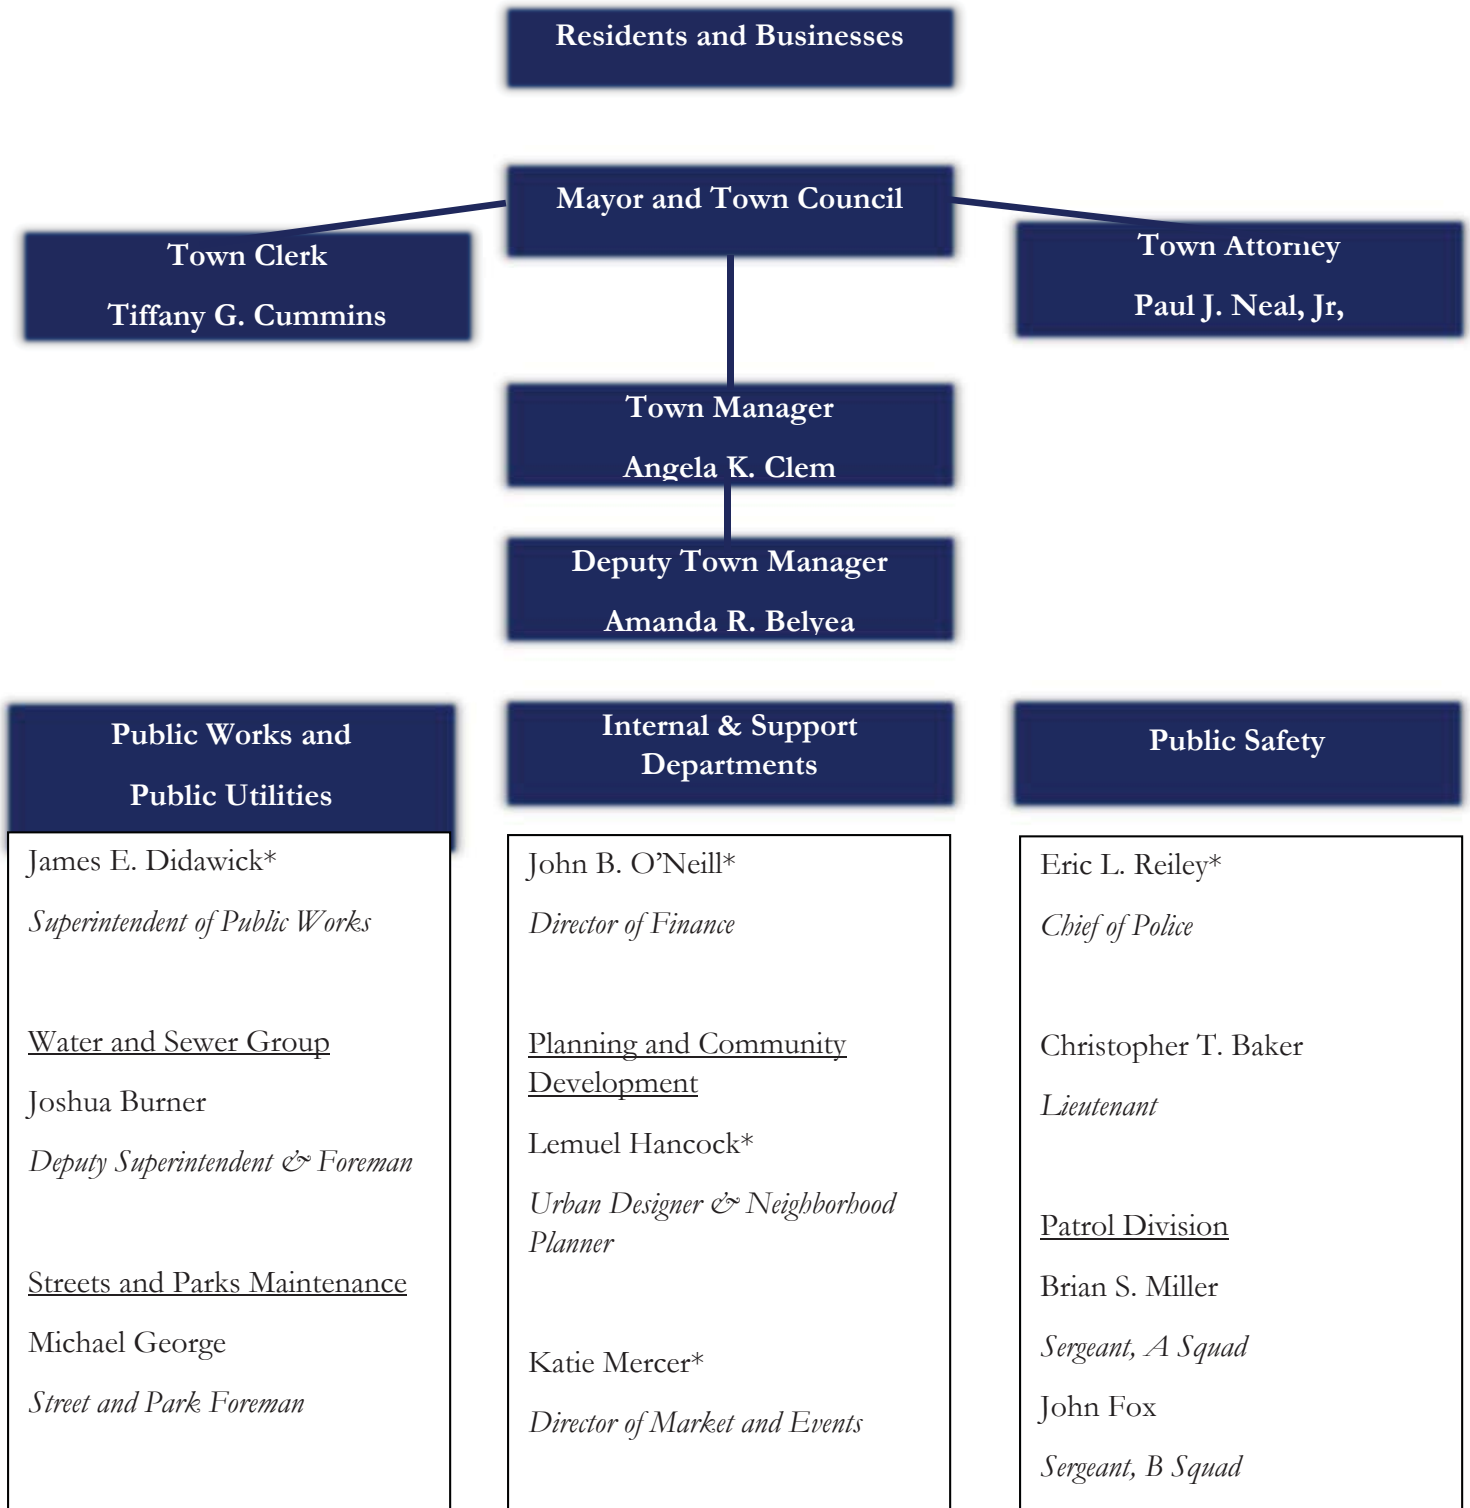 Residents and Businesses
Mayor and Town Council
Town Clerk
Tiffany G. Cummins
Town Attorney
Paul J. Neal, Jr,
Town Manager
Angela K. Clem
Deputy Town Manager
Amanda R. Belyea
Public Works and
Public Utilities
James E. Didawick*
Superintendent of Public Works
Water and Sewer Group
Joshua Burner
Deputy Superintendent & Foreman
Streets and Parks Maintenance
Michael George
Street and Park Foreman
Internal & Support
Departments
John B. O’Neill*
Director of Finance
Planning and Community
Development
Lemuel Hancock*
Urban Designer & Neighborhood
Planner
Katie Mercer*
Director of Market and Events
Public Safety
Eric L. Reiley*
Chief of Police
Christopher T. Baker
Lieutenant
Patrol Division
Brian S. Miller
Sergeant, A Squad
John Fox
Sergeant, B Squad